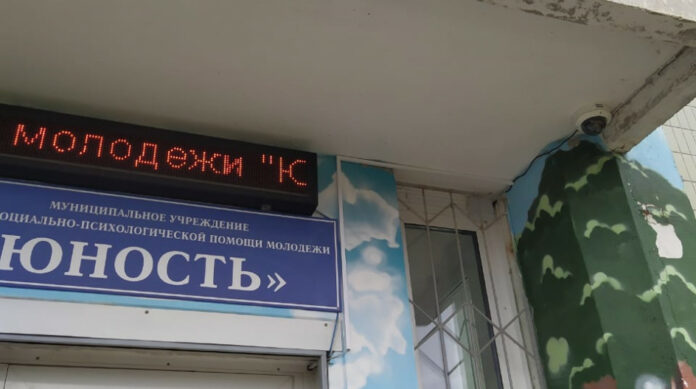 молодежи "Ю
МУНИЦИПАЛЬНОЕ УЧРЕЖДЕНИЕ
ОЦИАЛЬНО-ПСИХОЛОГИЧЕСКОЙ ПОМОЩИ МОЛОДЕЖИ
ЮНОСТЬ»